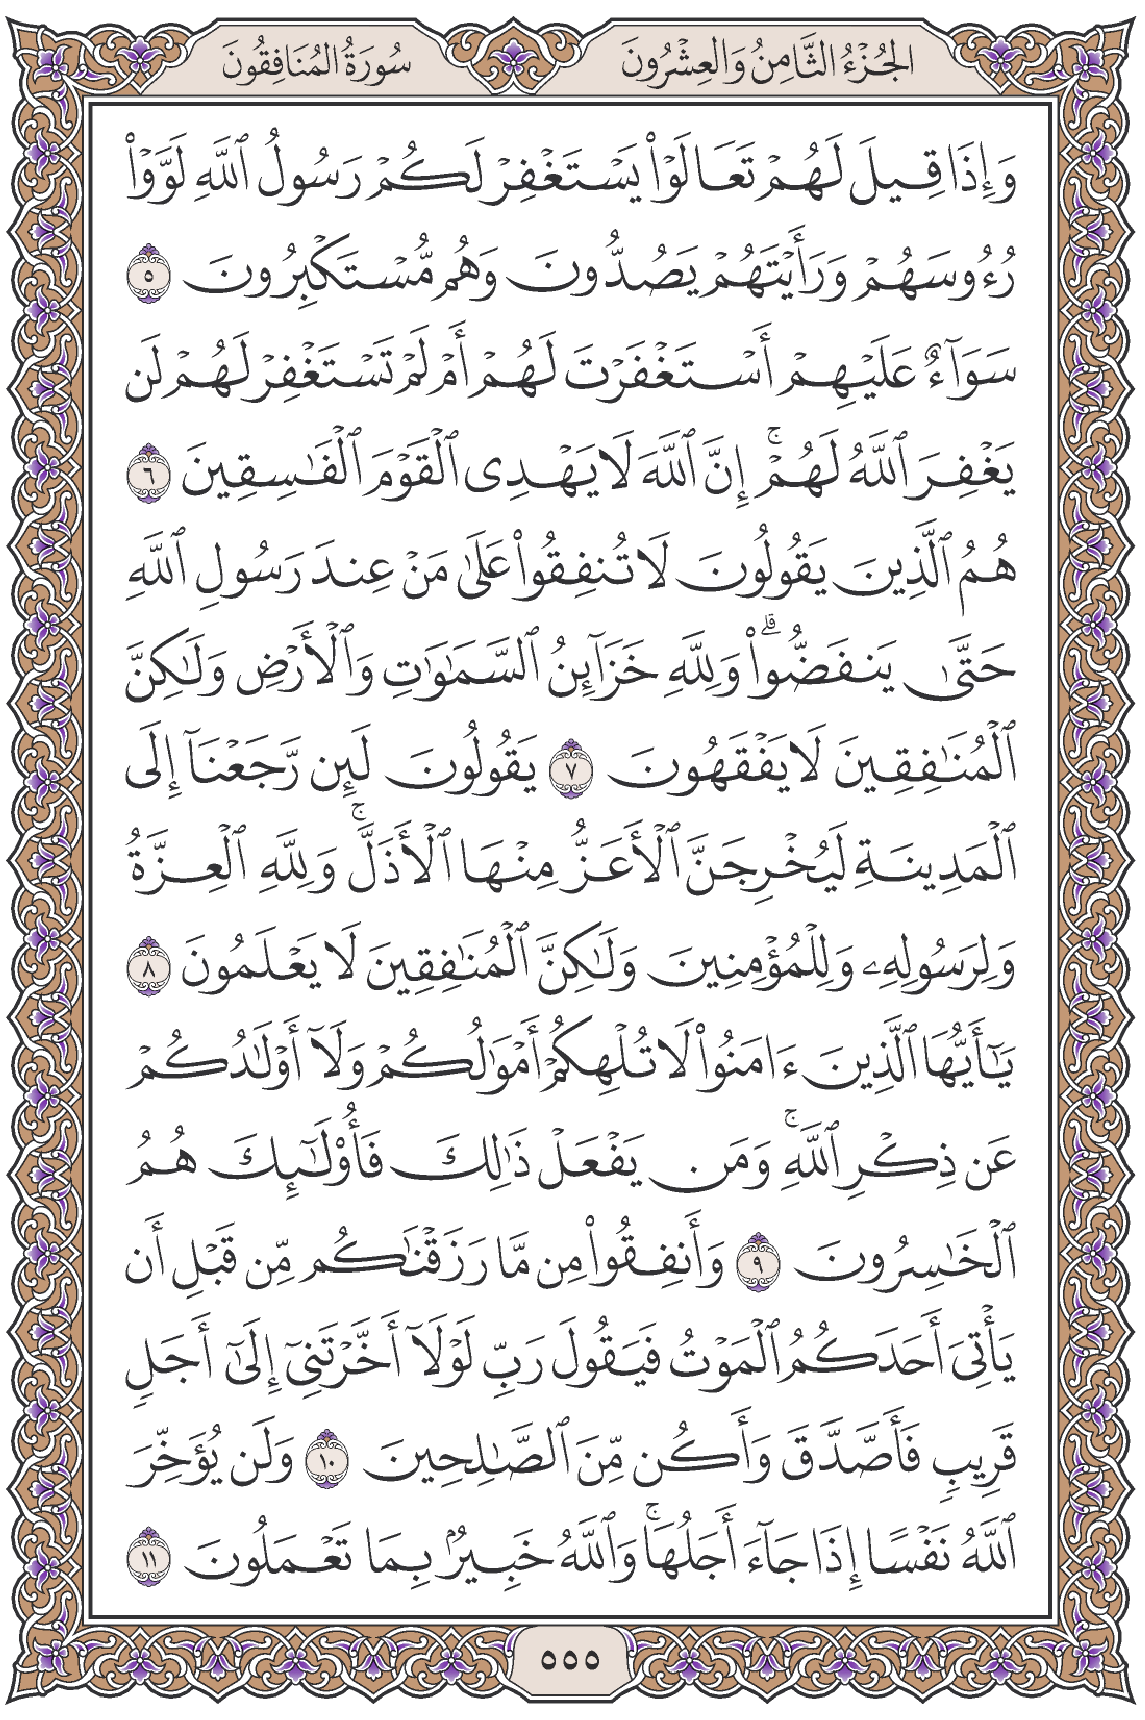 الجُزْءُ الثَّامِنُ وَالعِشْرُونَ
سُورَةُ المُنَافِقُونَ
وَإِذَا قِيلَ لَهُمْ تَعَالَوْا۟ يَسْتَغْفِرْ لَكُمْ رَسُولُ ٱللَّهِ لَوَّوْا۟
رُءُوسَهُمْ وَرَأَيْتَهُمْ يَصُدُّونَ وَهُم مُّسْتَكْبِرُونَ ٥
سَوَآءٌ عَلَيْهِمْ أَسْتَغْفَرْتَ لَهُمْ أَمْ لَمْ تَسْتَغْفِرْ لَهُمْ لَن
يَغْفِرَ ٱللَّهُ لَهُمْ ۚ إِنَّ ٱللَّهَ لَا يَهْدِى ٱلْقَوْمَ ٱلْفَـٰسِقِينَ ٦
هُمُ ٱلَّذِينَ يَقُولُونَ لَا تُنفِقُوا۟ عَلَىٰ مَنْ عِندَ رَسُولِ ٱللَّهِ
حَتَّىٰ يَنفَضُّوا۟ ۗ وَلِلَّهِ خَزَآئِنُ ٱلسَّمَـٰوَٰتِ وَٱلْأَرْضِ وَلَـٰكِنَّ
ٱلْمُنَـٰفِقِينَ لَا يَفْقَهُونَ ٧ يَقُولُونَ لَئِن رَّجَعْنَآ إِلَى
ٱلْمَدِينَةِ لَيُخْرِجَنَّ ٱلْأَعَزُّ مِنْهَا ٱلْأَذَلَّ ۚ وَلِلَّهِ ٱلْعِزَّةُ
وَلِرَسُولِهِۦ وَلِلْمُؤْمِنِينَ وَلَـٰكِنَّ ٱلْمُنَـٰفِقِينَ لَا يَعْلَمُونَ ٨
يَـٰٓأَيُّهَا ٱلَّذِينَ ءَامَنُوا۟ لَا تُلْهِكُمْ أَمْوَٰلُكُمْ وَلَآ أَوْلَـٰدُكُمْ
عَن ذِكْرِ ٱللَّهِ ۚ وَمَن يَفْعَلْ ذَٰلِكَ فَأُو۟لَـٰٓئِكَ هُمُ
ٱلْخَـٰسِرُونَ ٩ وَأَنفِقُوا۟ مِن مَّا رَزَقْنَـٰكُم مِّن قَبْلِ أَن
يَأْتِىَ أَحَدَكُمُ ٱلْمَوْتُ فَيَقُولَ رَبِّ لَوْلَآ أَخَّرْتَنِىٓ إِلَىٰٓ أَجَلٍ
قَرِيبٍ فَأَصَّدَّقَ وَأَكُن مِّنَ ٱلصَّـٰلِحِينَ ١٠ وَلَن يُؤَخِّرَ
ٱللَّهُ نَفْسًا إِذَا جَآءَ أَجَلُهَا ۚ وَٱللَّهُ خَبِيرٌۢ بِمَا تَعْمَلُونَ ١١
٥٥٥